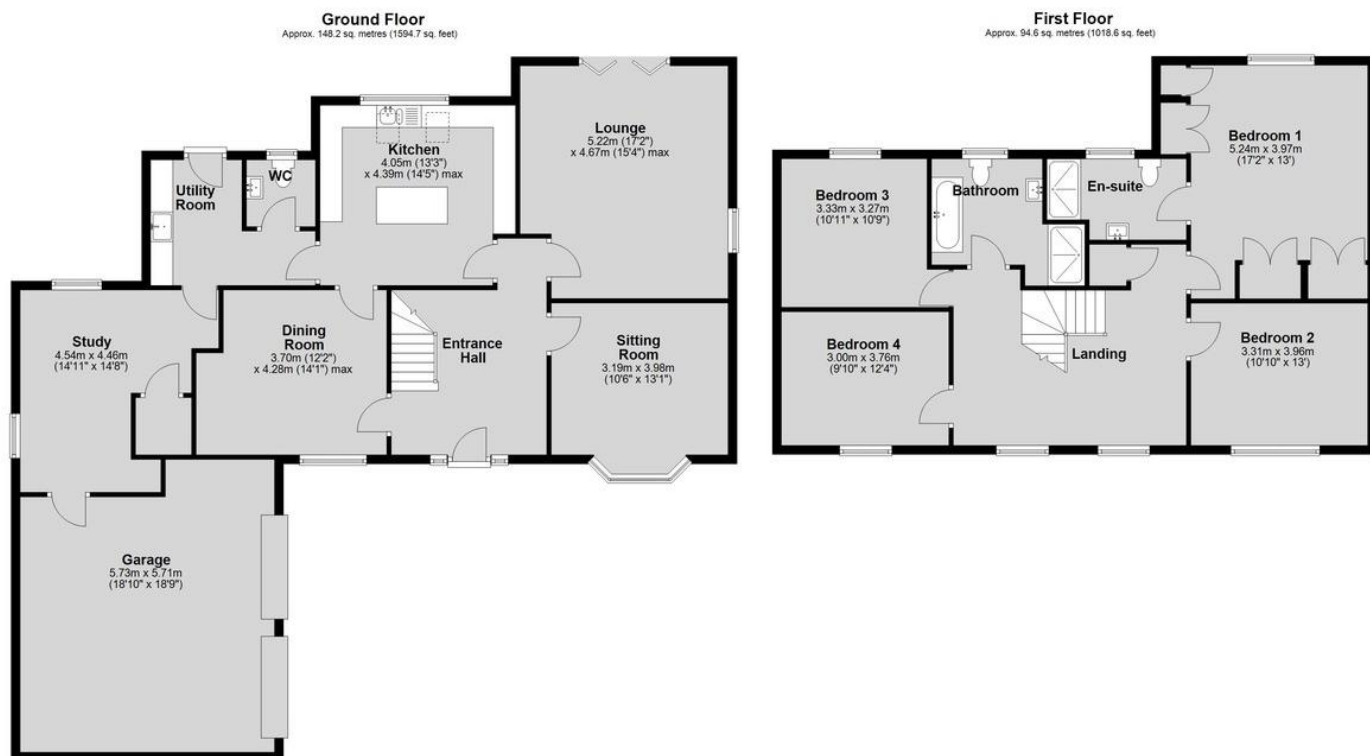 Ground Floor
Approx. 148.2 sq. metres (1594.7 sq. feet)
Lounge
5.22m (17'2")
x 4.67m (15'4") max
Kitchen
4.05m (13'3")
x 4.39m (14'5") max
WC
Utility
Room
Study
4.54m x 4.46m
(14'11" x 14'8")
Dining
Room
3.70m (12'2")
x 4.28m (14'1") max
Entrance
Hall
Sitting
Room
3.19m x 3.98m
(10'6" x 13'1")
Garage
5.73m x 5.71m
(18'10" x 18'9")
First Floor
Approx. 94.6 sq. metres (1018.6 sq. feet)
Bedroom 1
5.24m x 3.97m
(17'2" x 13')
Bedroom 3
3.33m x 3.27m
(10'11" x 10'9")
Bathroom
En-suite
Bedroom 4
3.00m x 3.76m
(9'10" x 12'4")
Landing
Bedroom 2
3.31m x 3.96m
(10'10" x 13')